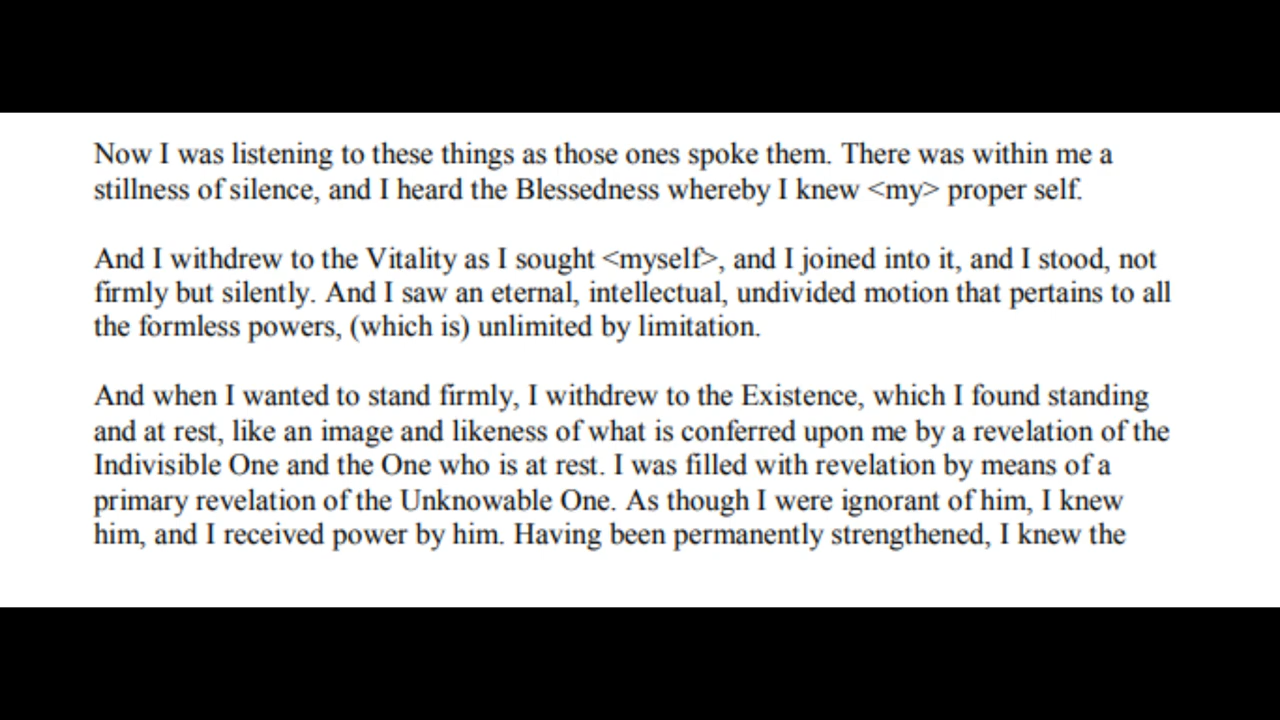 Now I was listening to these things as those ones spoke them. There was within me a
stillness of silence, and I heard the Blessedness whereby I knew <my> proper self.
And I withdrew to the Vitality as I sought <myself>, and I joined into it, and I stood, not
firmly but silently. And I saw an eternal, intellectual, undivided motion that pertains to all
the formless powers, (which is) unlimited by limitation.
And when I wanted to stand firmly, I withdrew to the Existence, which I found standing
and at rest, like an image and likeness of what is conferred upon me by a revelation of the
Indivisible One and the One who is at rest. I was filled with revelation by means of a
primary revelation of the Unknowable One. As though I were ignorant of him, I knew
him, and I received power by him. Having been permanently strengthened, I knew the